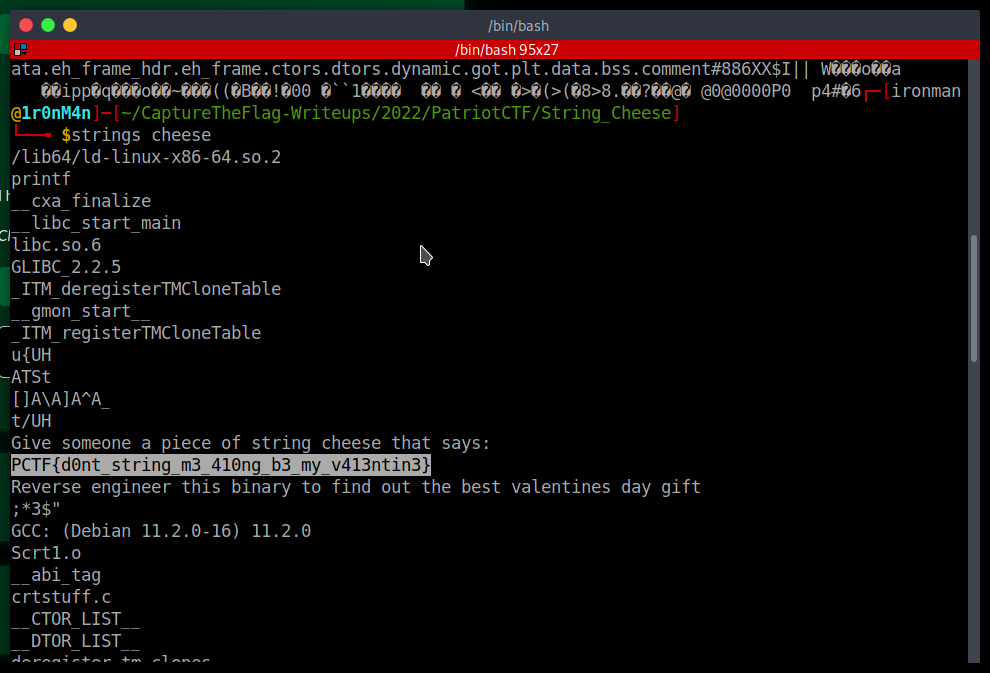 /bin/bash
/bin/bash 95x27
ata.eh_frame_hdr.eh_frame.ctors.dtors.dynamic.got.plt.data.bss.comment#886XX$I|| W���o��a
��ipp�q���o��~���((�B��!�00 �``1���� �� � <�� �>�(>(�8>8.��?��@� @0@0000P0 p4#�6┌─[ironman
@1r0nM4n]─[~/CaptureTheFlag-Writeups/2022/PatriotCTF/String_Cheese]
└──╼ $strings cheese
/lib64/ld-linux-x86-64.so.2
printf
__cxa_finalize
__libc_start_main
libc.so.6
GLIBC_2.2.5
_ITM_deregisterTMCloneTable
__gmon_start__
_ITM_registerTMCloneTable
u{UH
ATSt
[]A\A]A^A_
t/UH
Give someone a piece of string cheese that says:
PCTF{d0nt_string_m3_410ng_b3_my_v413ntin3}
Reverse engineer this binary to find out the best valentines day gift
;*3$"
GCC: (Debian 11.2.0-16) 11.2.0
Scrt1.o
__abi_tag
crtstuff.c
__CTOR_LIST__
__DTOR_LIST__
deregister_tm_clones